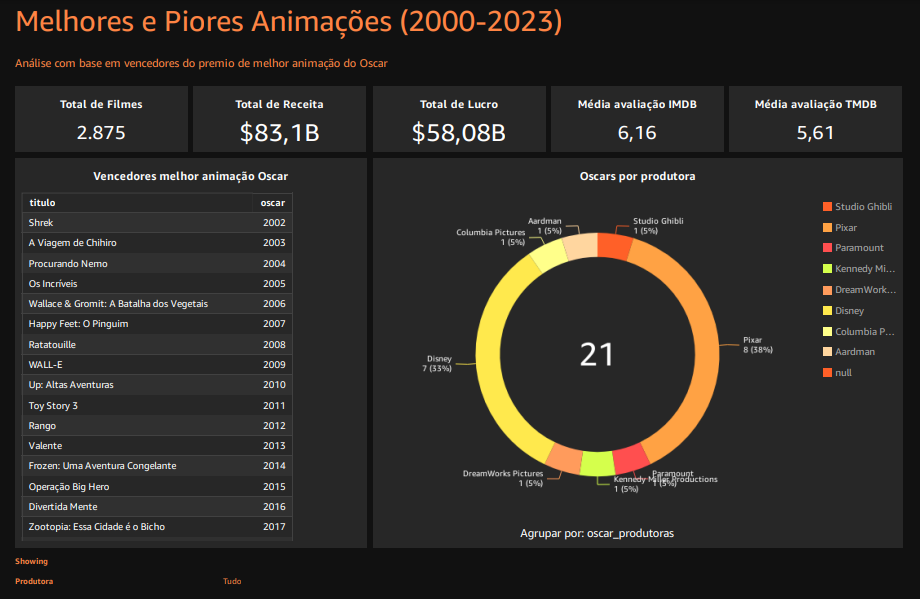 Melhores e Piores Animações (2000-2023)
Análise com base em vencedores do premio de melhor animação do Oscar
Total de Filmes
2.875
Total de Receita
$83,1B
Total de Lucro
$58,08B
Média avaliação IMDB
6,16
Média avaliação TMDB
5,61
Vencedores melhor animação Oscar
titulo oscar
Shrek 2002
A Viagem de Chihiro 2003
Procurando Nemo 2004
Os Incríveis 2005
Wallace & Gromit: A Batalha dos Vegetais 2006
Happy Feet: O Pinguim 2007
Ratatouille 2008
WALL-E 2009
Up: Altas Aventuras 2010
Toy Story 3 2011
Rango 2012
Valente 2013
Frozen: Uma Aventura Congelante 2014
Operação Big Hero 2015
Divertida Mente 2016
Zootopia: Essa Cidade é o Bicho 2017
Oscars por produtora
Aardman
1 (5%)
Studio Ghibli
1 (5%)
Columbia Pictures
1 (5%)
Pixar
8 (38%)
21
Disney
7 (33%)
DreamWorks Pictures
1 (5%)
Paramount
1 (5%)
Kennedy Miller Productions
1 (5%)
Studio Ghibli
Pixar
Paramount
Kennedy Mi...
DreamWork...
Disney
Columbia P...
Aardman
null
Agrupar por: oscar_produtoras
Showing
Produtora Tudo